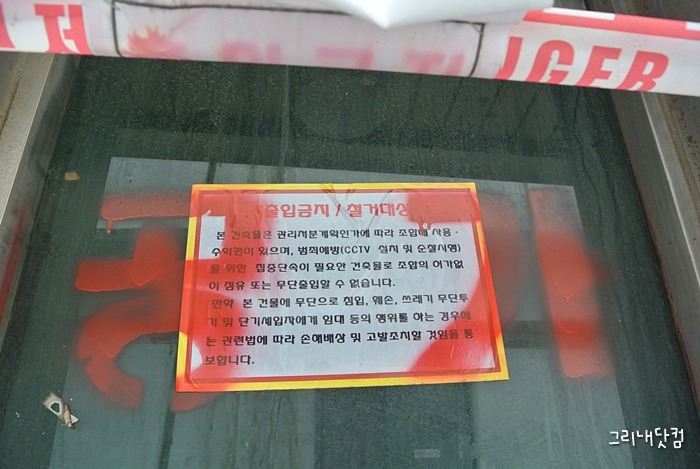 NGER
출입금지 / 철거대상
본 건축물은 관리처분계획인가에 따라 조합에 사용·
수익권이 있으며, 범죄예방(CCTV 설치 및 순찰시행)
을 위한 집중단속이 필요한 건축물로 조합의 허가없
이 점유 또는 무단출입할 수 없습니다.
만약 본 건물에 무단으로 침입, 훼손, 쓰레기 무단투
기 및 단기세입자에게 임대 등의 행위를 하는 경우에
는 관련법에 따라 손해배상 및 고발조치할 것임을 통
보합니다.
그리내닷컴